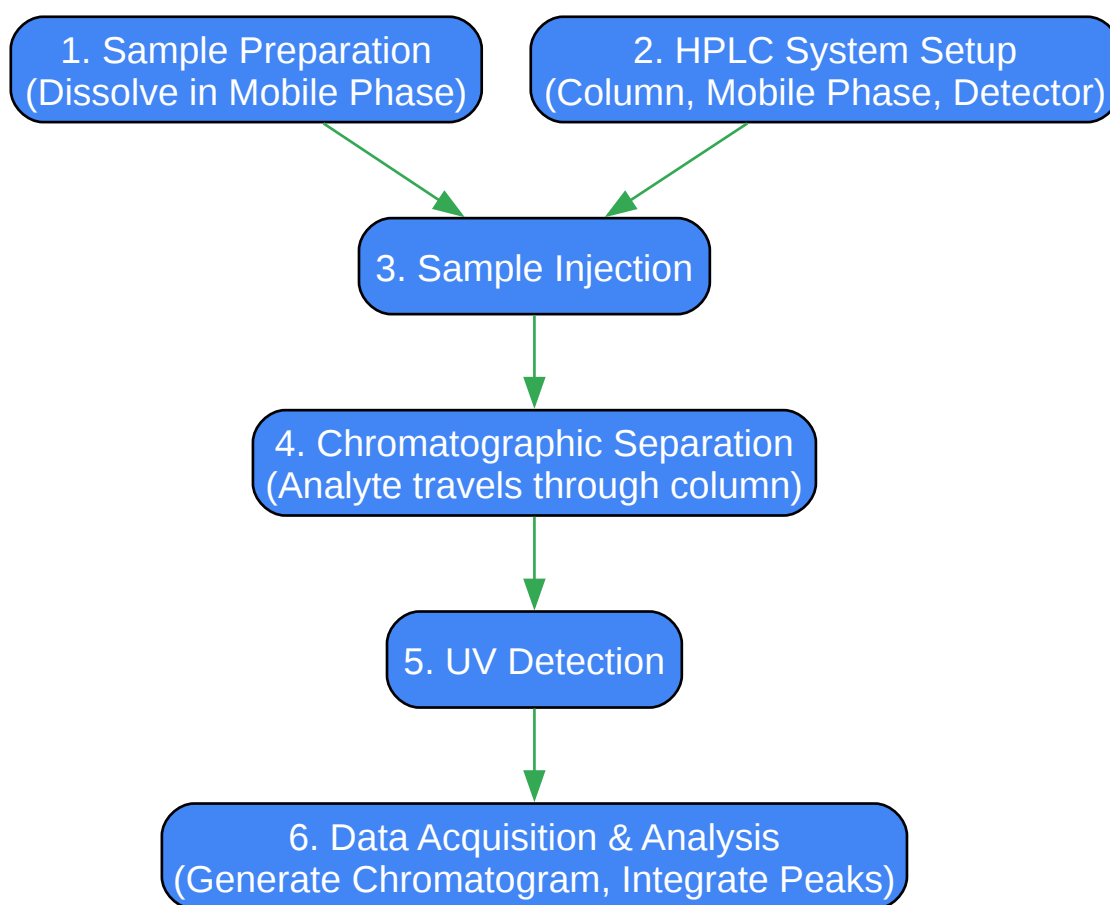 1. Sample Preparation
(Dissolve in Mobile Phase)
2. HPLC System Setup
(Column, Mobile Phase, Detector)
3. Sample Injection
4. Chromatographic Separation
(Analyte travels through column)
5. UV Detection
6. Data Acquisition & Analysis
(Generate Chromatogram, Integrate Peaks)